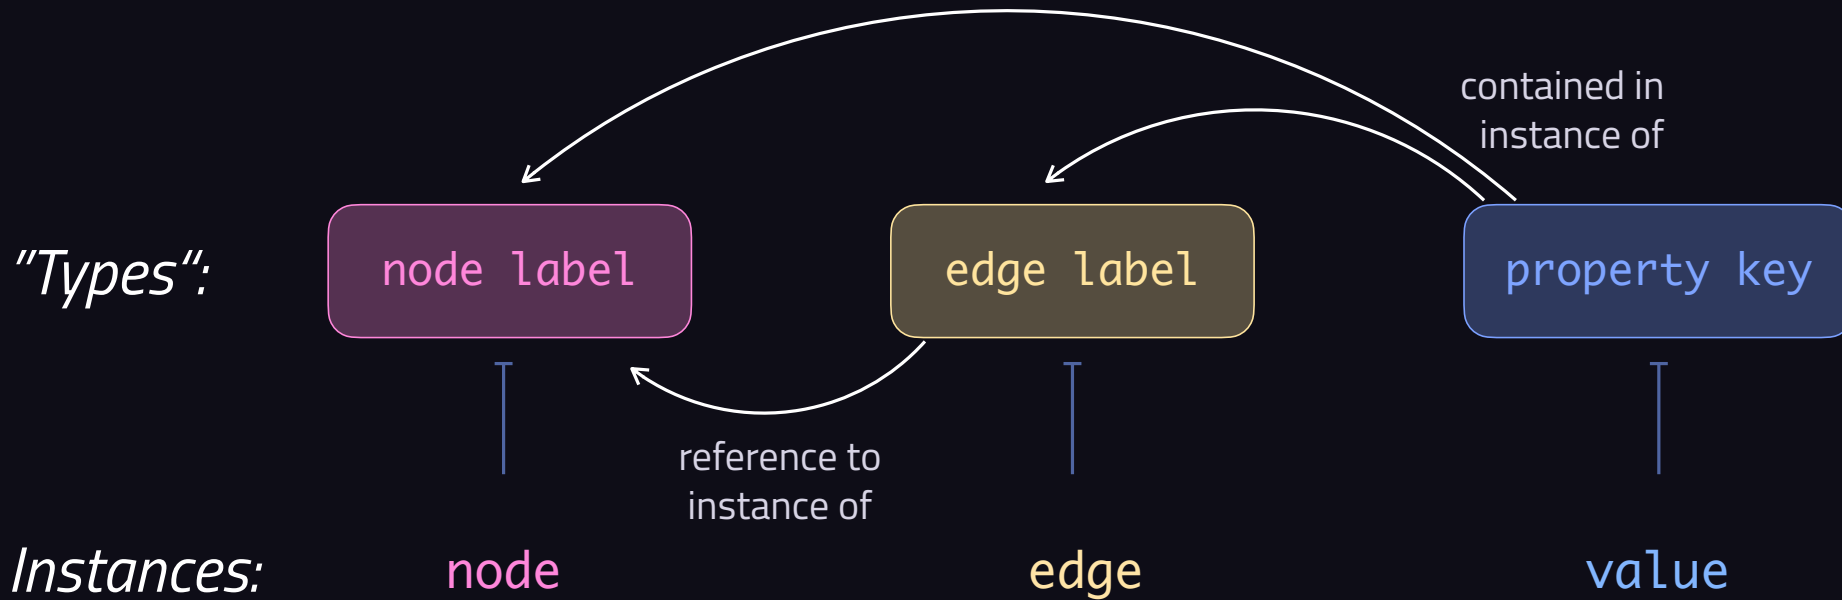 contained in
instance of
”Types“:
node label
edge label
property key
reference to
instance of
Instances:
node
edge
value